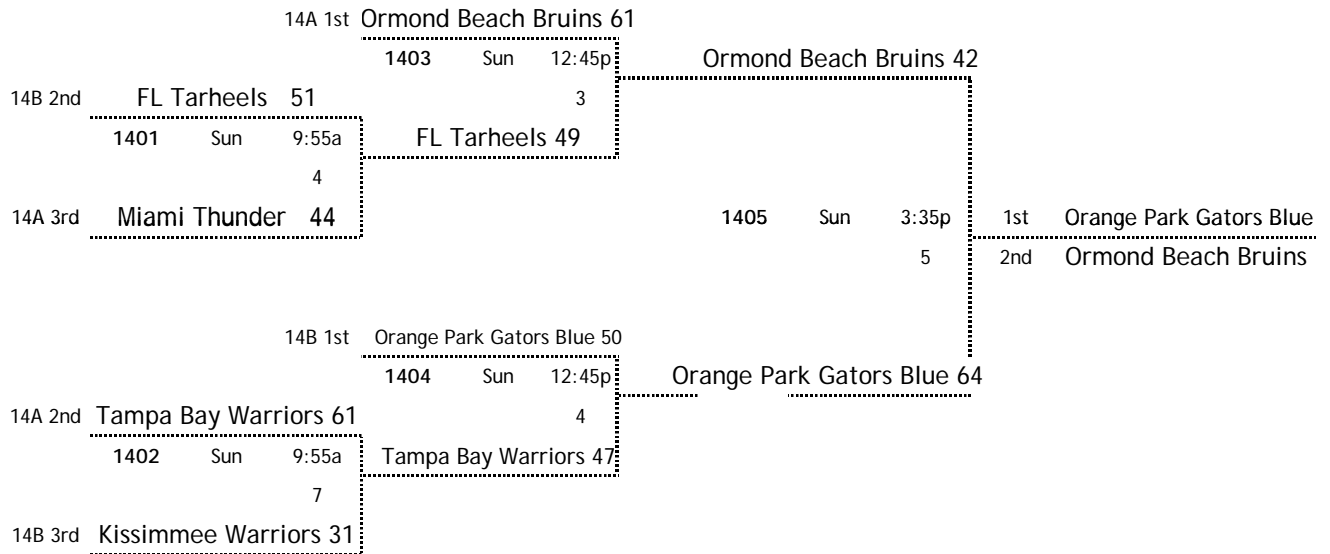 14A 1st Ormond Beach Bruins 61
1403 Sun 12:45p Ormond Beach Bruins 42
14B 2nd FL Tarheels 51 3
1401 Sun 9:55a FL Tarheels 49
4
14A 3rd Miami Thunder 44 1405 Sun 3:35p 1st Orange Park Gators Blue
5 2nd Ormond Beach Bruins
14B 1st Orange Park Gators Blue 50
1404 Sun 12:45p Orange Park Gators Blue 64
14A 2nd Tampa Bay Warriors 61 4
1402 Sun 9:55a Tampa Bay Warriors 47
7
14B 3rd Kissimmee Warriors 31